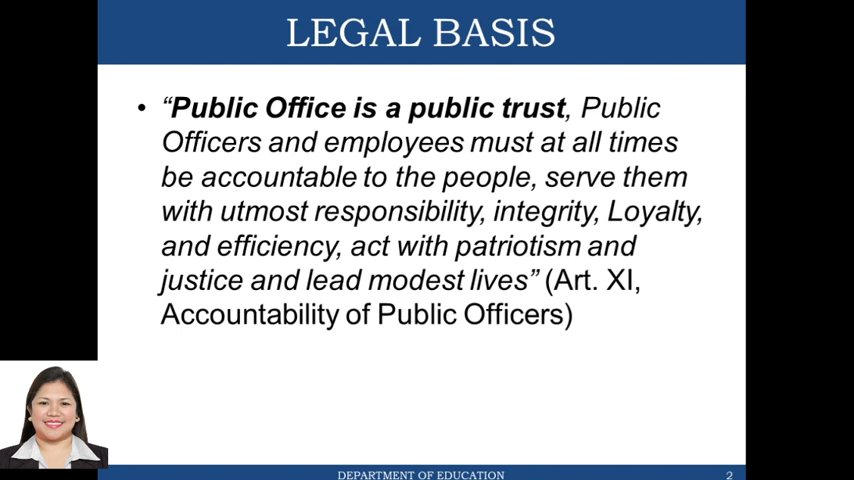 LEGAL BASIS
• “Public Office is a public trust, Public
Officers and employees must at all times
be accountable to the people, serve them
with utmost responsibility, integrity, Loyalty,
and efficiency, act with patriotism and
justice and lead modest lives” (Art. XI,
Accountability of Public Officers)
DEPARTMENT OF EDUCATION
2